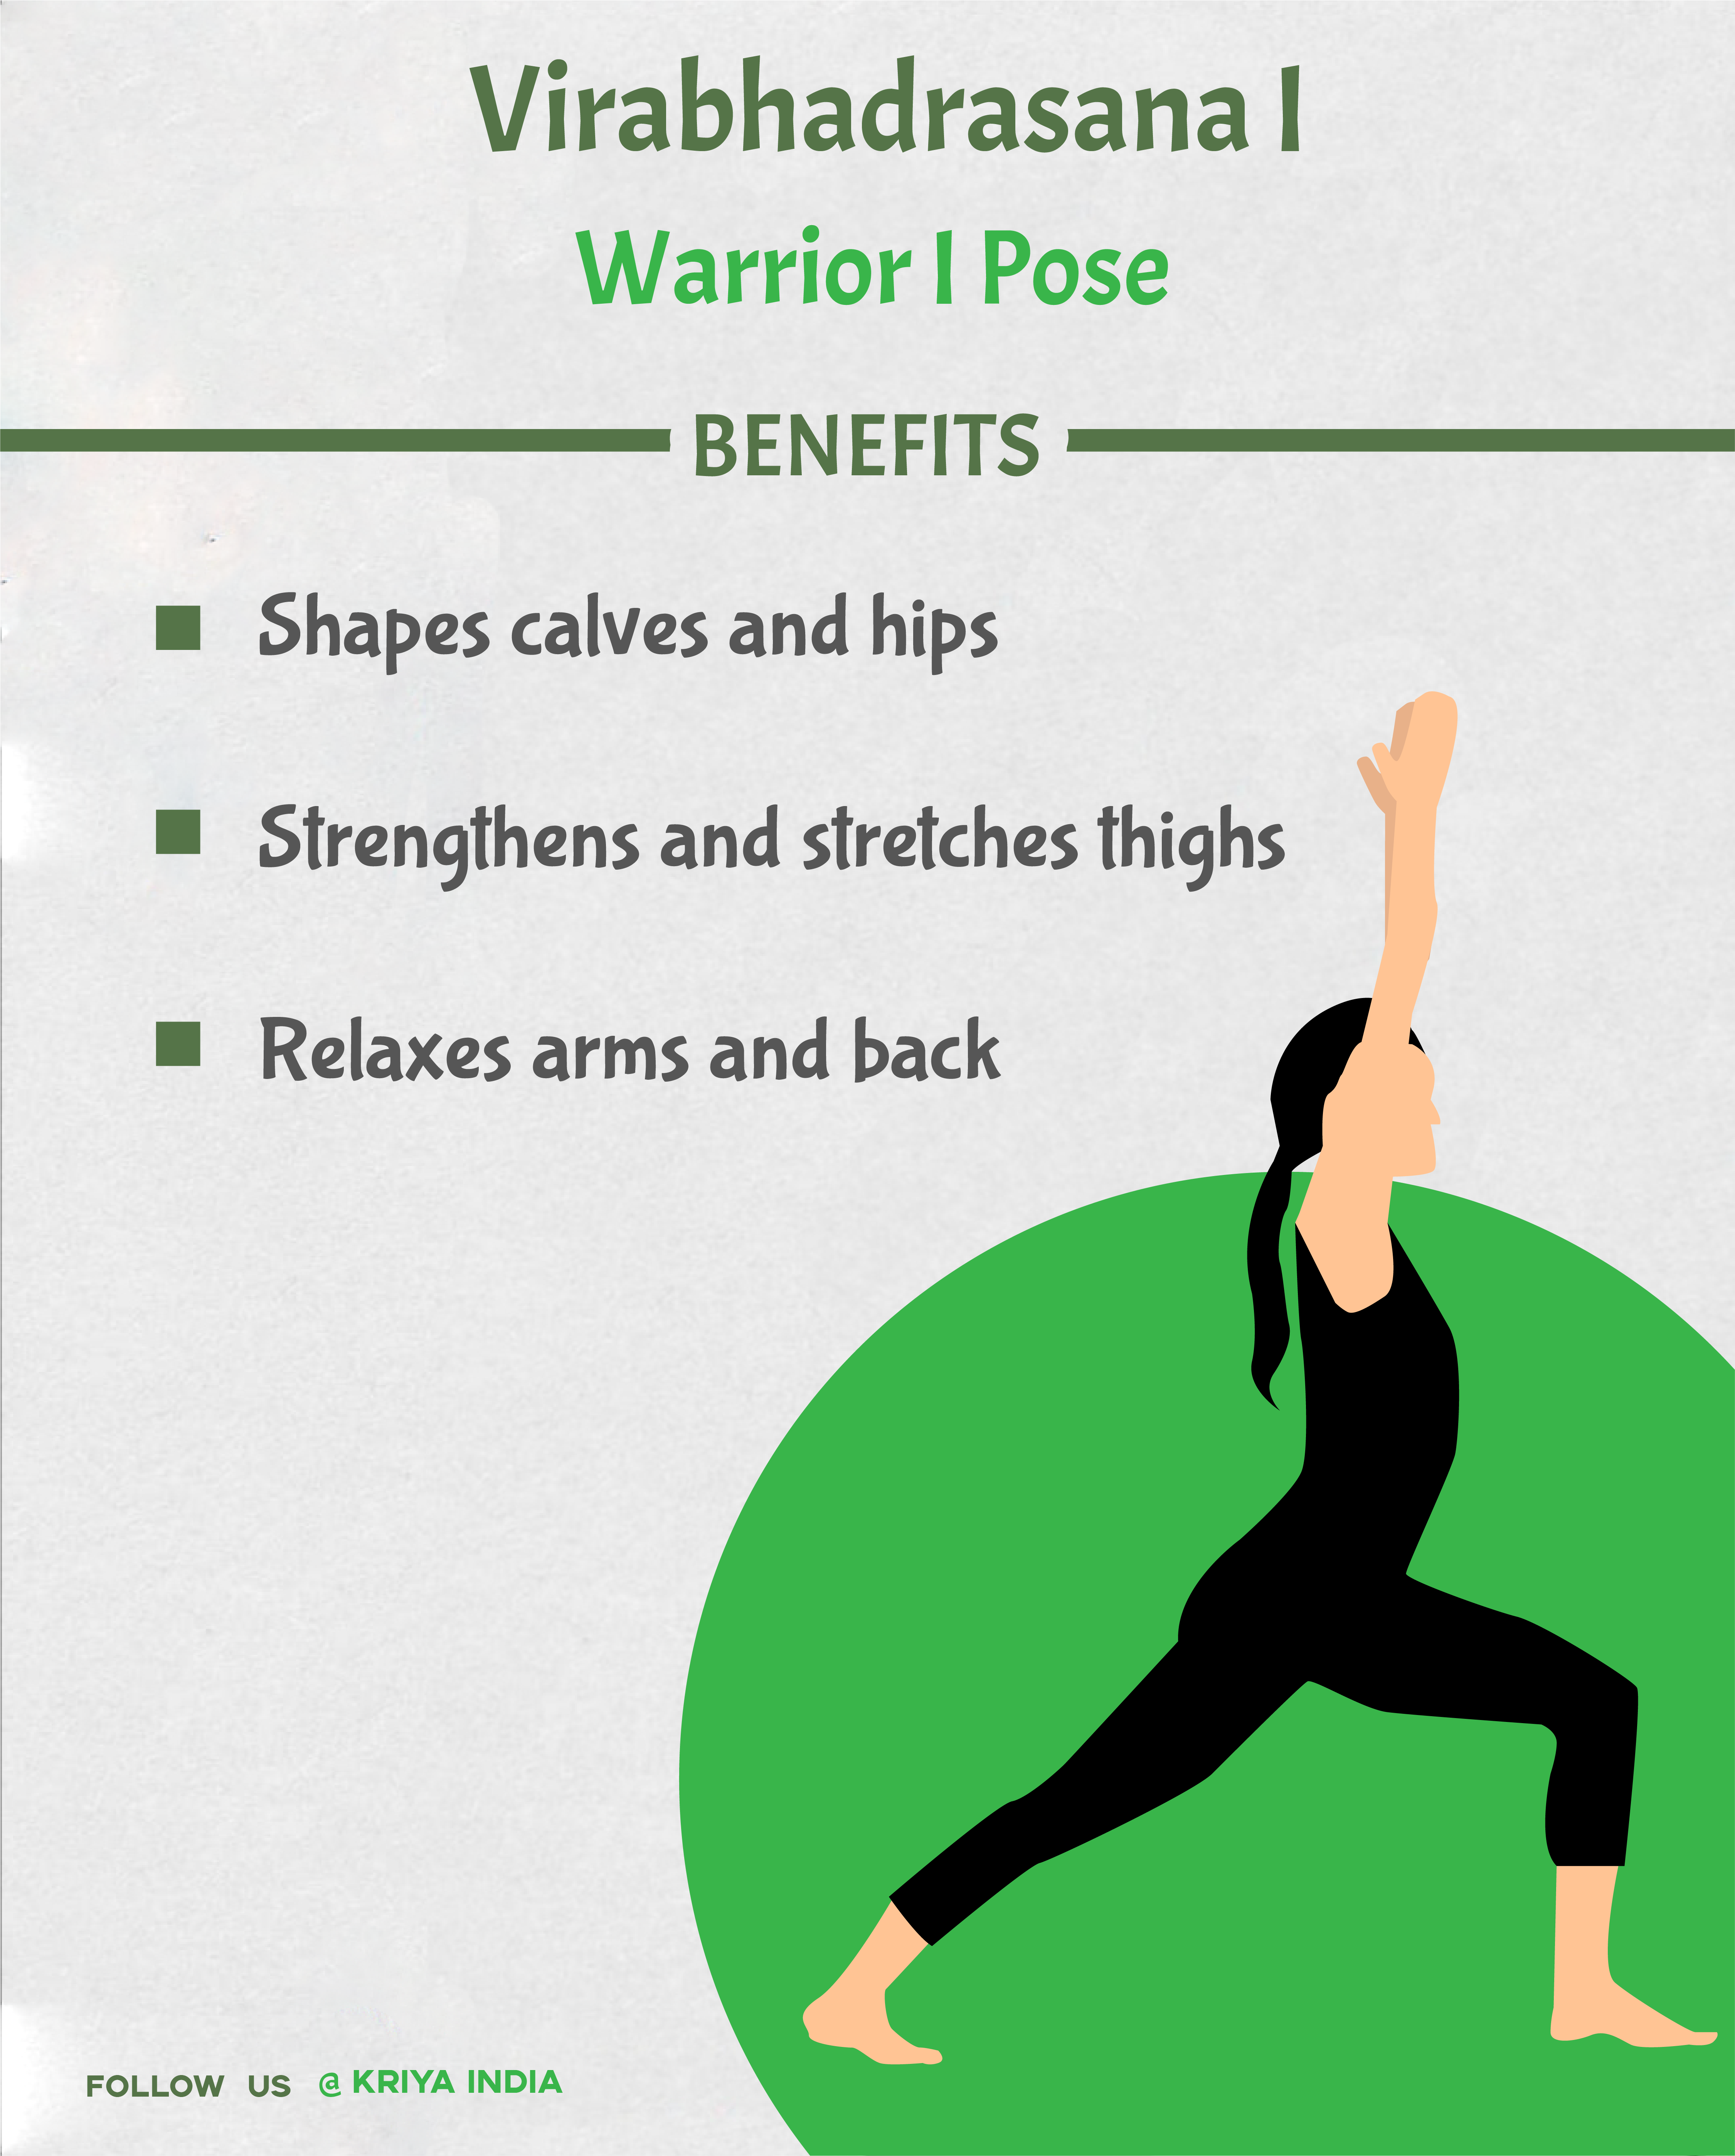 Virabhadrasana I
Warrior I Pose
BENEFITS
Shapes calves and hips
Strengthens and stretches thighs
Relaxes arms and back
FOLLOW US @ KRIYA INDIA